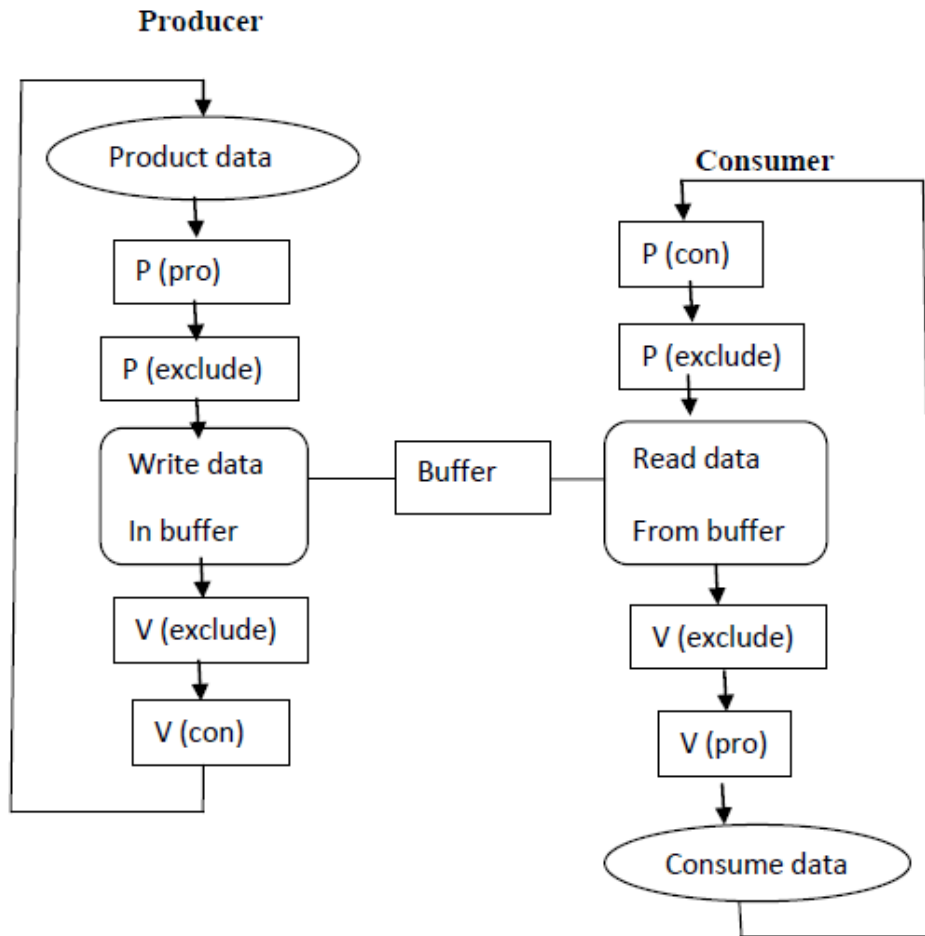 Producer
Product data
P (pro)
P (exclude)
Write data
In buffer
V (exclude)
V (con)
Buffer
Consumer
P (con)
P (exclude)
Read data
From buffer
V (exclude)
V (pro)
Consume data